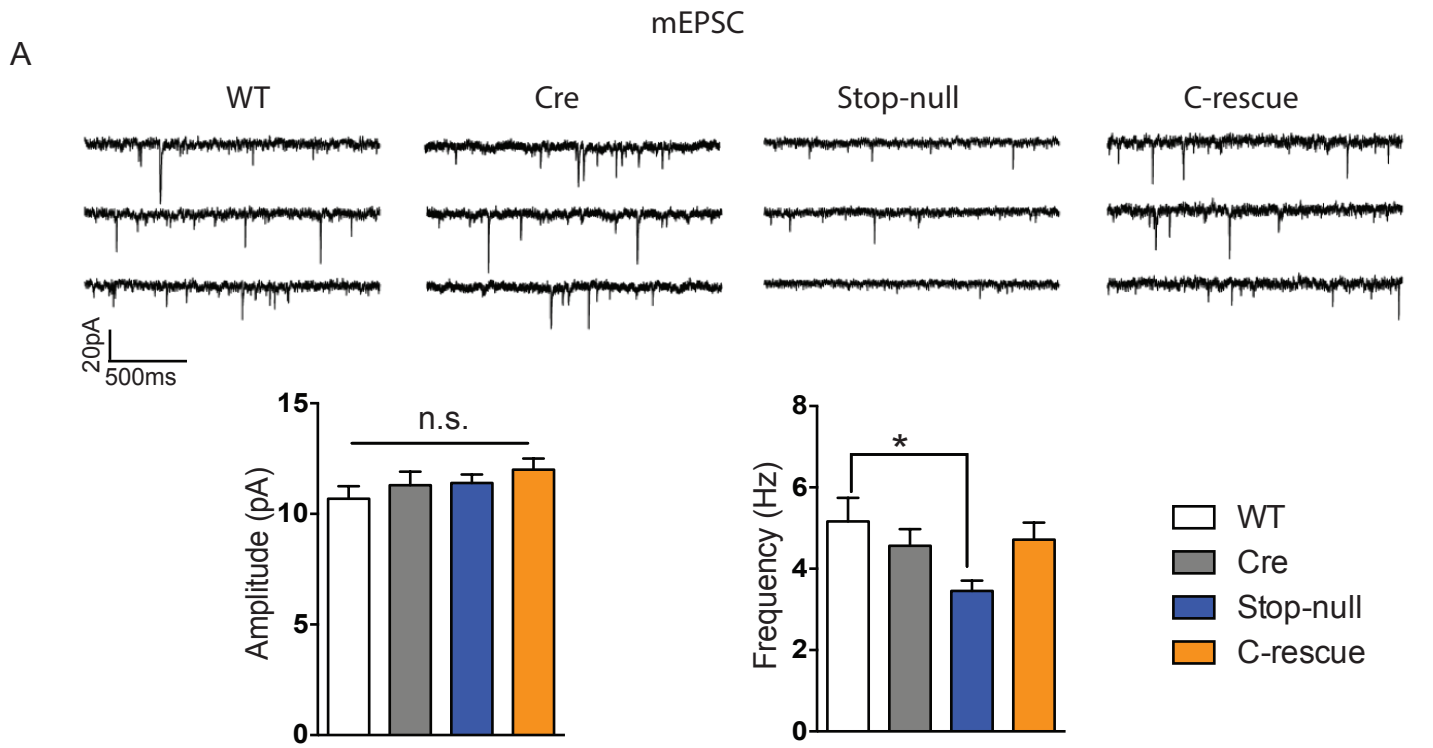 mEPSC
A
WT Cre Stop-null C-rescue
20pA
500ms
15
10
5
0
Amplitude (pA)
n.s.
8
6
4
2
0
Frequency (Hz)
*
WT
Cre
Stop-null
C-rescue